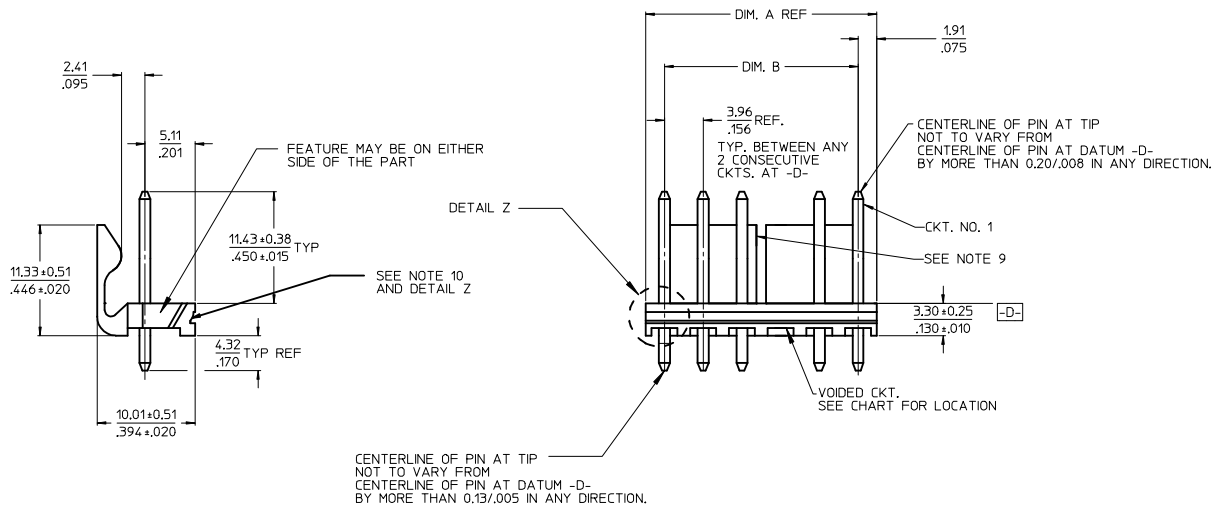 DIM. A REF
1.91
.075
2.41
.095
DIM. B
5.11
.201
3.96
.156
REF.
TYP. BETWEEN ANY
2 CONSECUTIVE
CKTS. AT -D-
FEATURE MAY BE ON EITHER
SIDE OF THE PART
CENTERLINE OF PIN AT TIP
NOT TO VARY FROM
CENTERLINE OF PIN AT DATUM -D-
BY MORE THAN 0.20/.008 IN ANY DIRECTION.
DETAIL Z
CKT. NO. 1
11.43±0.38
.450±.015
TYP
SEE NOTE 9
11.33±0.51
.446±.020
SEE NOTE 10
AND DETAIL Z
3.30±0.25
.130±.010
-D-
4.32
.170
TYP REF
VOIDED CKT.
SEE CHART FOR LOCATION
10.01±0.51
.394±.020
CENTERLINE OF PIN AT TIP
NOT TO VARY FROM
CENTERLINE OF PIN AT DATUM -D-
BY MORE THAN 0.13/.005 IN ANY DIRECTION.